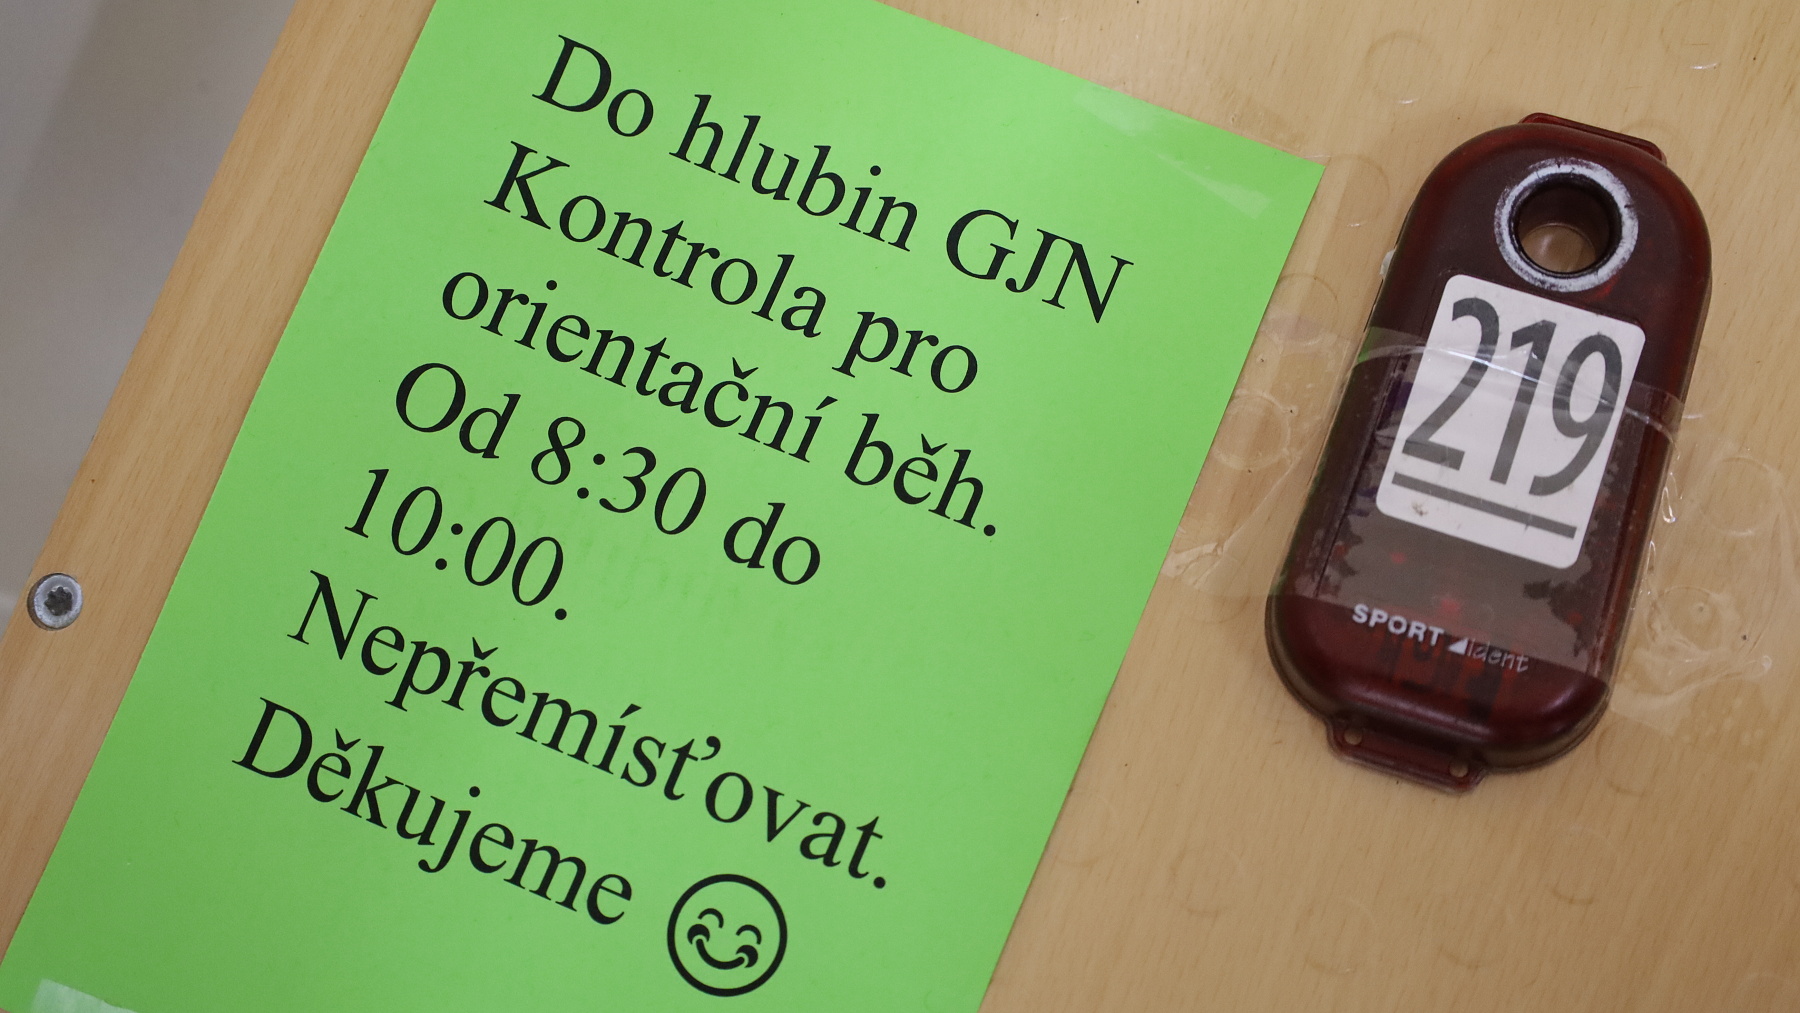 Do hlubin GJN
Kontrola pro
orientační běh.
Od 8:30 do
10:00.
Nepřemísťovat.
Děkujeme 😊
219
SPORT ident